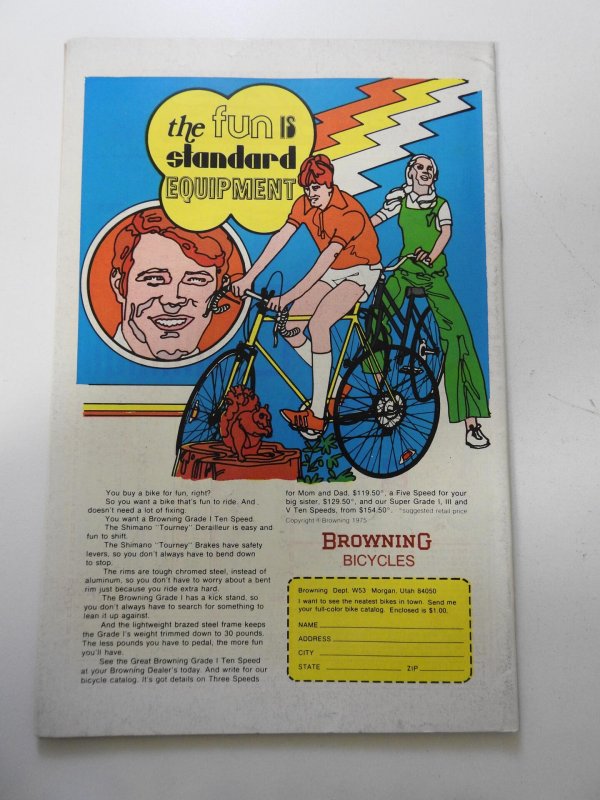 the fun IS
standard
EQUIPMENT
You buy a bike for fun, right?
So you want a bike that's fun to ride. And
doesn't need a lot of fixing.
You want a Browning Grade I Ten Speed.
The Shimano "Tourney" Derailleur is easy and
fun to shift.
The Shimano "Tourney" Brakes have safety
levers, so you don't always have to bend down
to stop.
The rims are tough chromed steel, instead of
aluminum, so you don't have to worry about a bent
rim just because you ride extra hard.
The Browning Grade I has a kick stand, so
you don't always have to search for something to
lean it up against.
And the lightweight brazed steel frame keeps
the Grade I's weight trimmed down to 30 pounds.
The less pounds you have to pedal, the more fun
you'll have.
See the Great Browning Grade I Ten Speed
at your Browning Dealer's today. And write for our
bicycle catalog. It's got details on Three Speeds
for Mom and Dad, $119.50*, a Five Speed for your
big sister, $129.50*, and our Super Grade I, III and
V Ten Speeds, from $154.50*. *suggested retail price
Copyright © Browning 1975
BROWNING
BICYCLES
Browning Dept. W53 Morgan, Utah 84050
I want to see the neatest bikes in town. Send me
your full-color bike catalog. Enclosed is $1.00.
NAME
ADDRESS
CITY
STATE ZIP